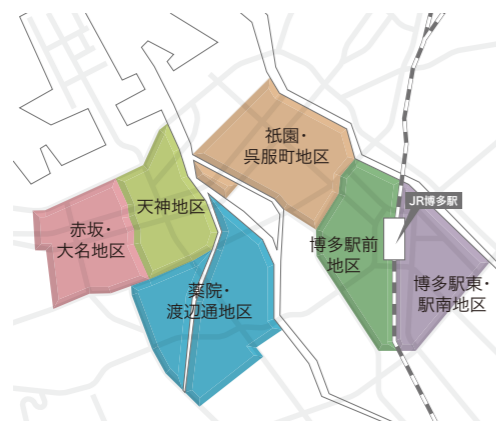 祇園・
呉服町地区
JR博多駅
天神地区
赤坂・
大名地区
博多駅前
地区
博多駅東・
駅南地区
薬院・
渡辺通地区